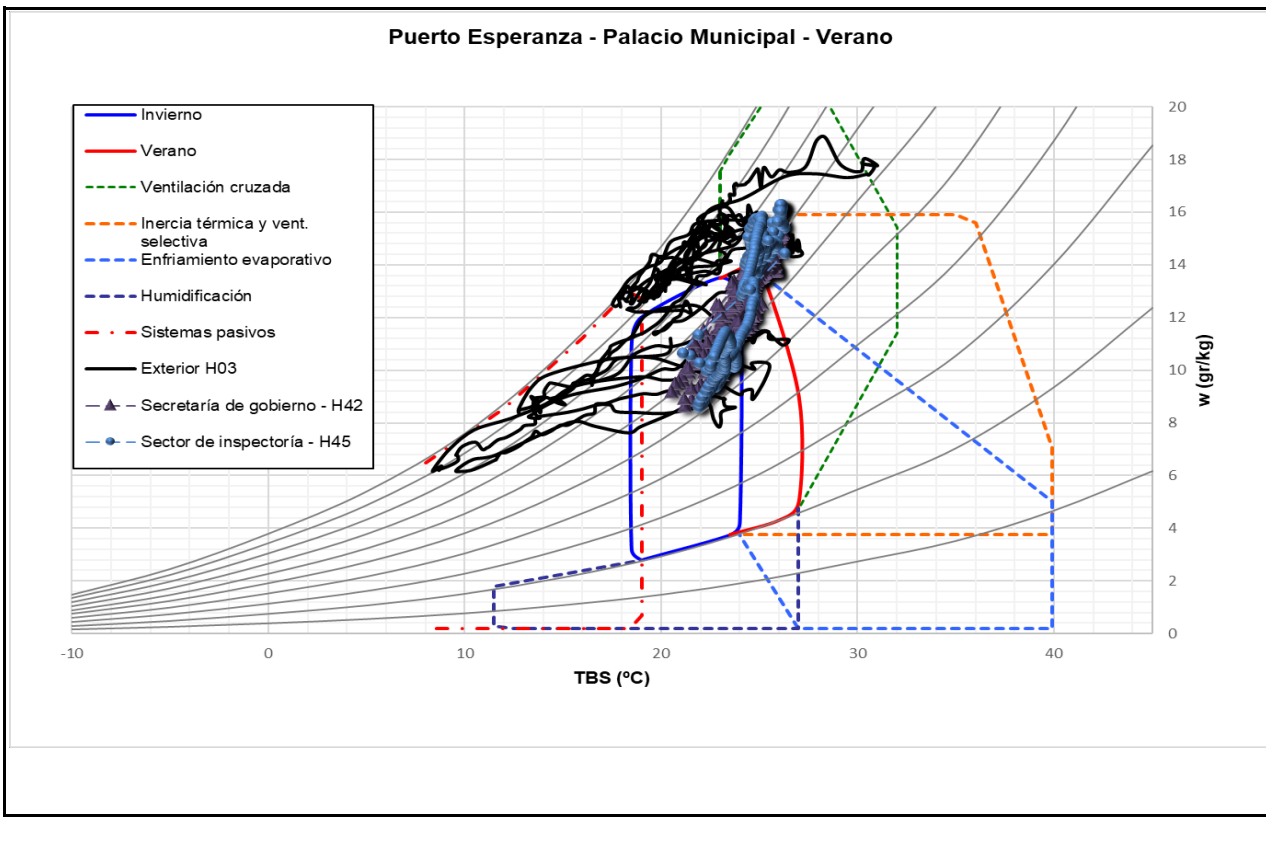 Puerto Esperanza - Palacio Municipal - Verano
Invierno
Verano
Ventilación cruzada
Inercia térmica y vent.
selectiva
Enfriamiento evaporativo
Humidificación
Sistemas pasivos
Exterior H03
Secretaría de gobierno - H42
Sector de inspectoría - H45
20
18
16
14
12
10
8
6
4
2
0
w (gr/kg)
-10
0
10
20
30
40
TBS (ºC)